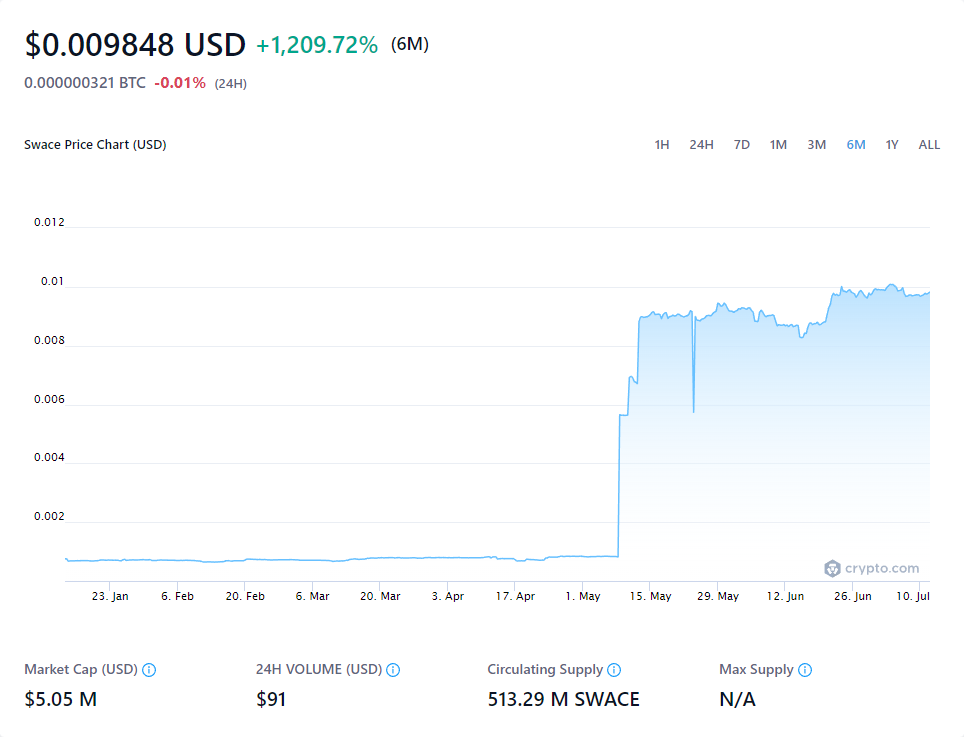 $0.009848 USD +1,209.72% (6M)
0.000000321 BTC -0.01% (24H)
Swace Price Chart (USD) 1H 24H 7D 1M 3M 6M 1Y ALL
0.012
0.01
0.008
0.006
0.004
0.002
crypto.com
23. Jan 6. Feb 20. Feb 6. Mar 20. Mar 3. Apr 17. Apr 1. May 15. May 29. May 12. Jun 26. Jun 10. Jul
Market Cap (USD) 24H VOLUME (USD) Circulating Supply Max Supply
$5.05 M $91 513.29 M SWACE N/A